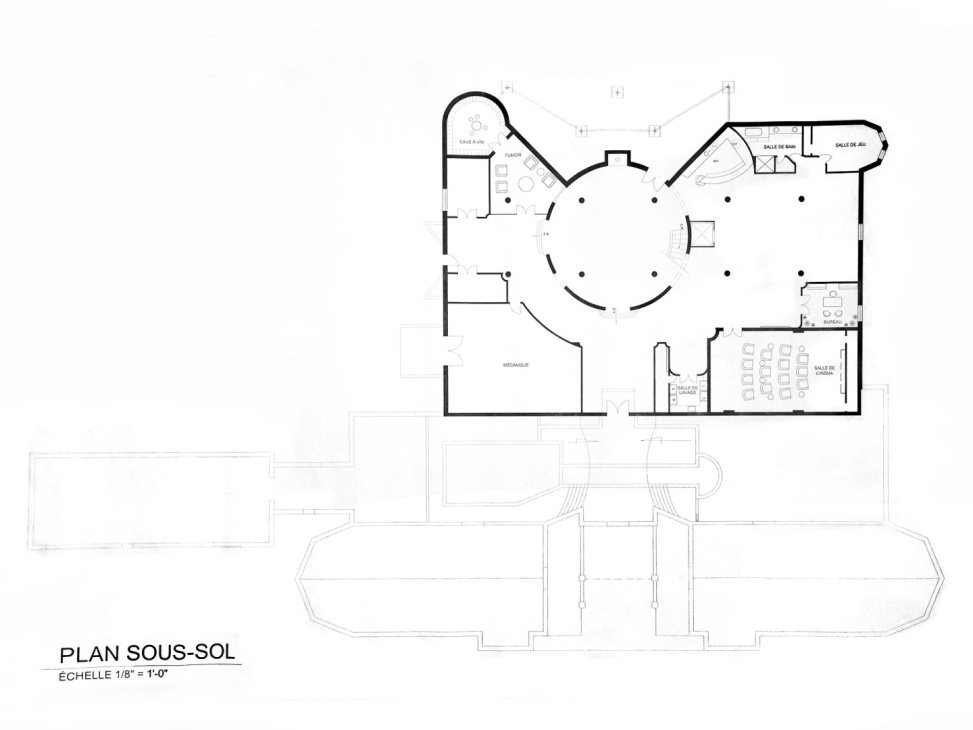 CAVE À VIN
FUMOIR
SALLE DE BAIN
SALLE DE JEU
BAR
BUREAU
MÉCANIQUE
SALLE DE
CINÉMA
SALLE DE
LAVAGE
PLAN SOUS-SOL
ÉCHELLE 1/8" = 1'-0"